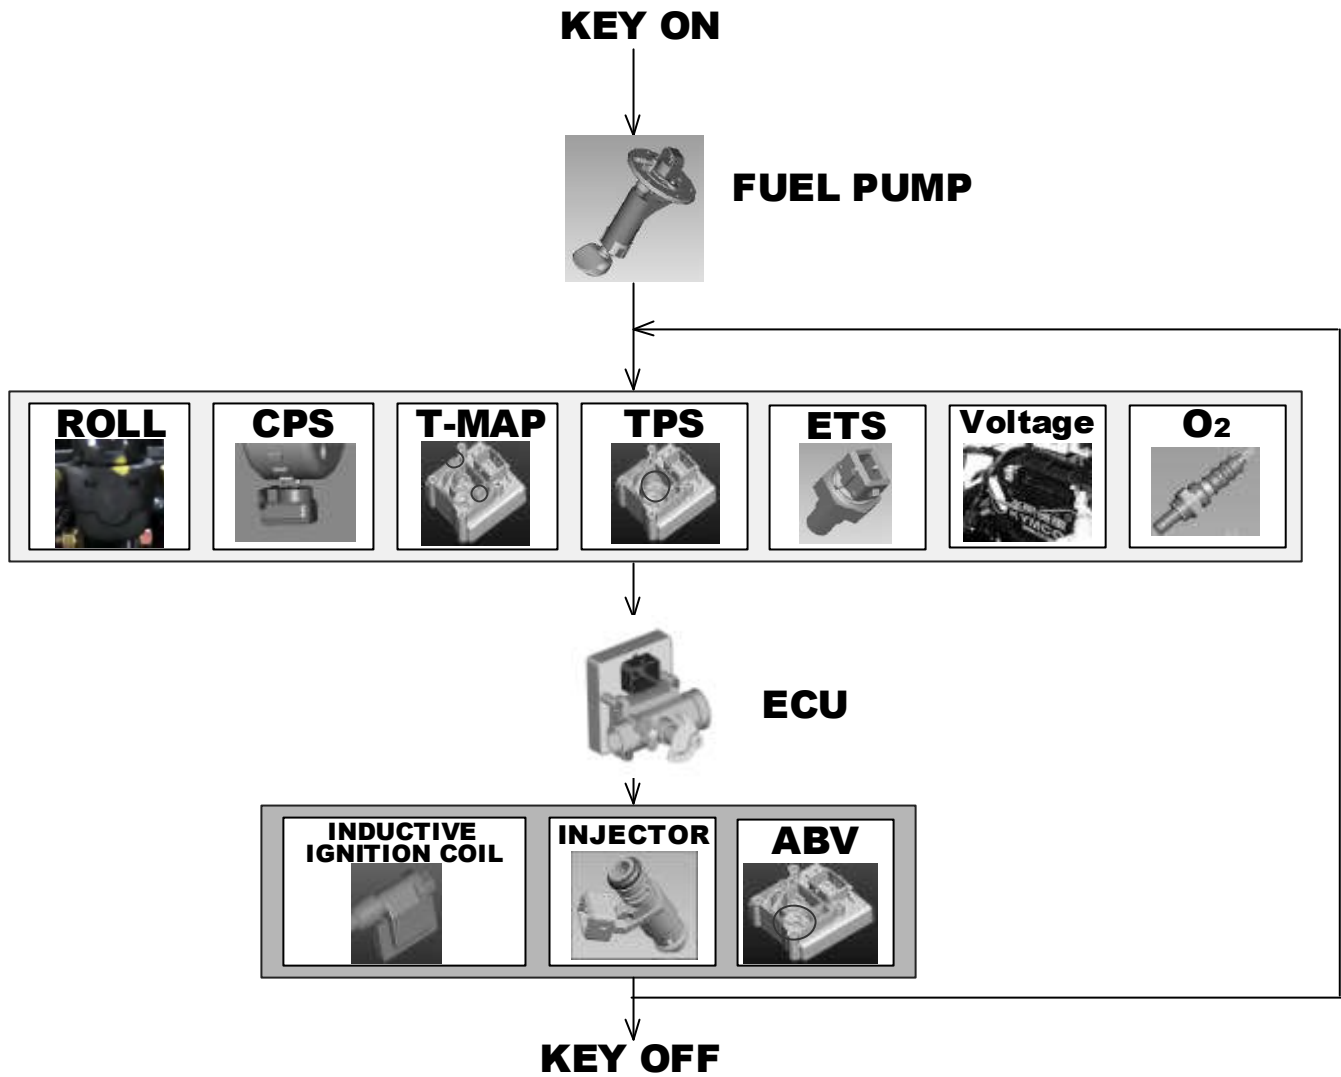 KEY ON
FUEL PUMP
ROLL
CPS
T-MAP
TPS
ETS
Voltage
O2
ECU
INDUCTIVE
IGNITION COIL
INJECTOR
ABV
KEY OFF